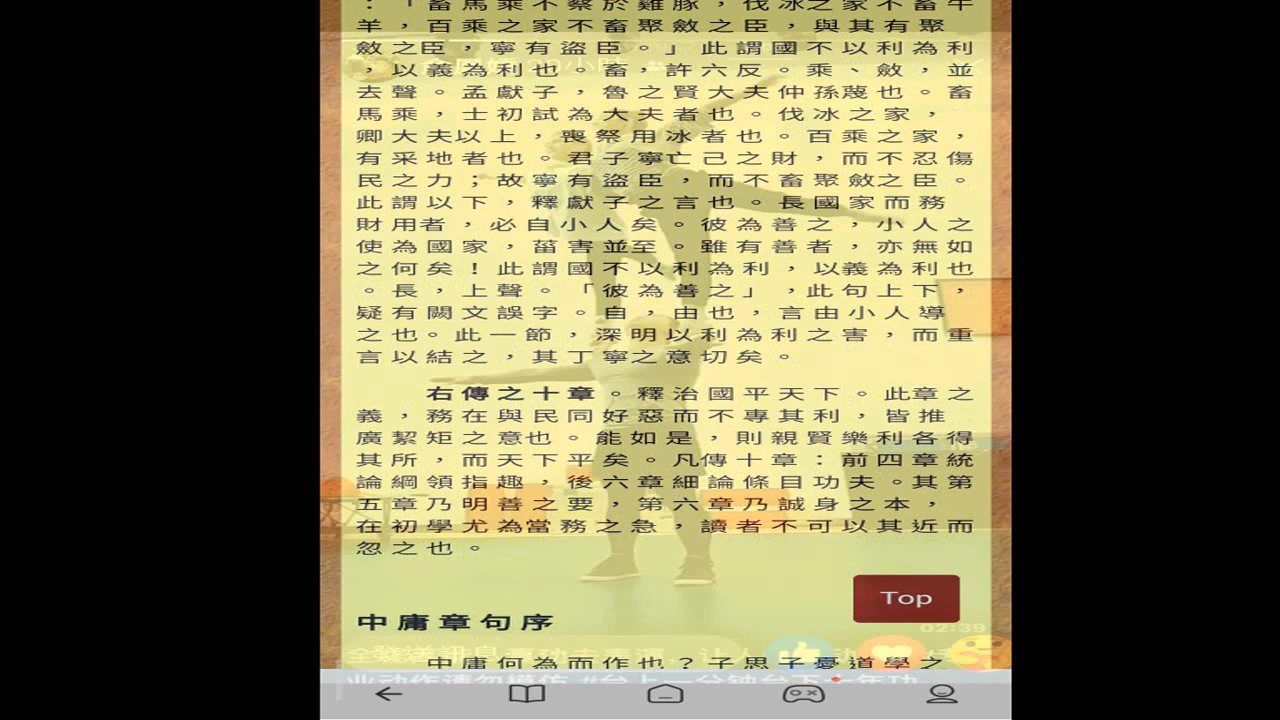 ：「畜馬乘不察於雞豚，伐冰之家不畜牛
羊，百乘之家不畜聚斂之臣，與其有聚
斂之臣，寧有盜臣。」此謂國不以利為利
，以義為利也。畜，許六反。乘、斂，並
去聲。孟獻子，魯之賢大夫仲孫蔑也。畜
馬乘，士初試為大夫者也。伐冰之家，
卿大夫以上，喪祭用冰者也。百乘之家，
有采地者也。君子寧亡己之財，而不忍傷
民之力；故寧有盜臣，而不畜聚斂之臣。
此謂以下，釋獻子之言也。長國家而務
財用者，必自小人矣。彼為善之，小人之
使為國家，菑害並至。雖有善者，亦無如
之何矣！此謂國不以利為利，以義為利也
。長，上聲。「彼為善之」，此句上下，
疑有闕文誤字。自，由也，言由小人導
之也。此一節，深明以利為利之害，而重
言以結之，其丁寧之意切矣。
右傳之十章。釋治國平天下。此章之
義，務在與民同好惡而不專其利，皆推
廣絜矩之意也。能如是，則親賢樂利各得
其所，而天下平矣。凡傳十章：前四章統
論綱領指趣，後六章細論條目功夫。其第
五章乃明善之要，第六章乃誠身之本，
在初學尤為當務之急，讀者不可以其近而
忽之也。
Top
中庸章句序
02:39
中庸何為而作也？子思子憂道學之